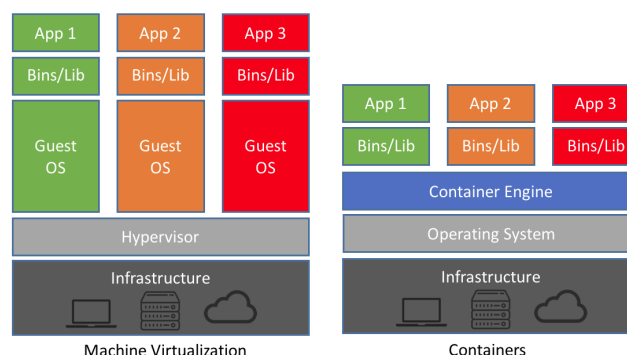 App 1
App 2
App 3
Bins/Lib
Bins/Lib
Bins/Lib
Guest
OS
Guest
OS
Guest
OS
Hypervisor
Infrastructure
Machine Virtualization
App 1
App 2
App 3
Bins/Lib
Bins/Lib
Bins/Lib
Container Engine
Operating System
Infrastructure
Containers